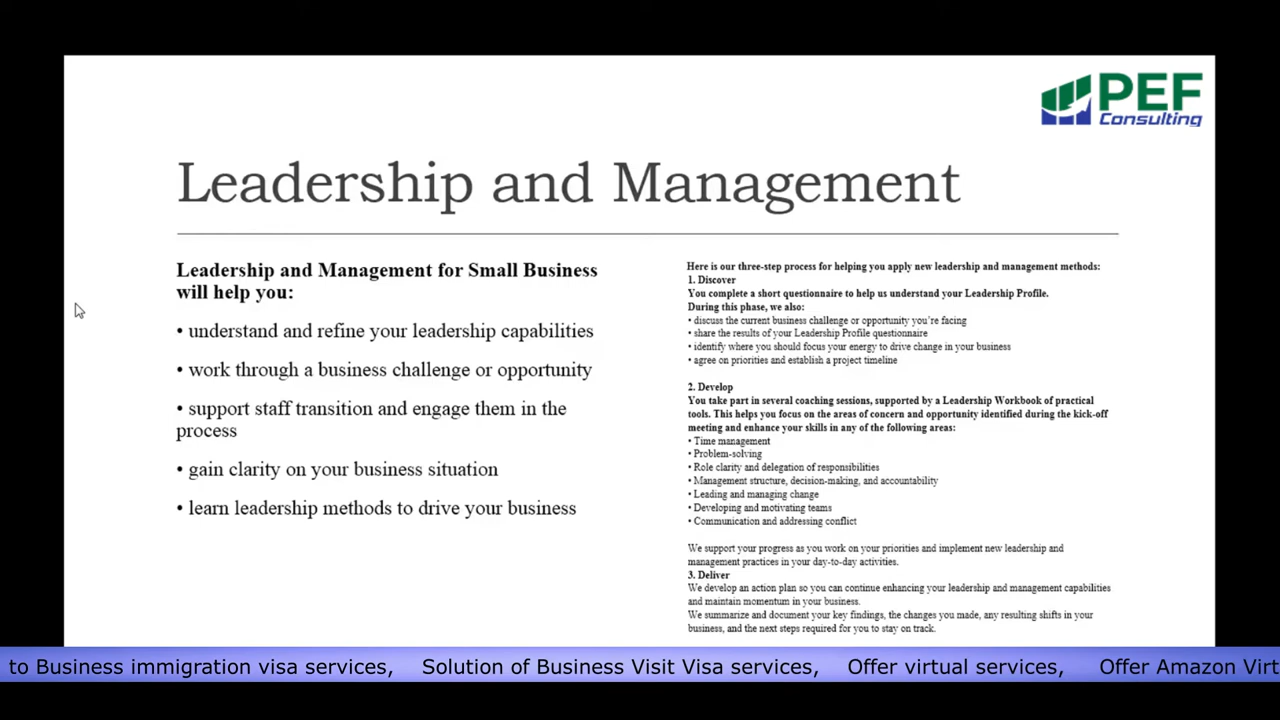 PEF
Consulting
Leadership and Management
Leadership and Management for Small Business
will help you:
• understand and refine your leadership capabilities
• work through a business challenge or opportunity
• support staff transition and engage them in the
process
• gain clarity on your business situation
• learn leadership methods to drive your business
Here is our three-step process for helping you apply new leadership and management methods:
1. Discover
You complete a short questionnaire to help us understand your Leadership Profile.
During this phase, we also:
• discuss the current business challenge or opportunity you're facing
• share the results of your Leadership Profile questionnaire
• identify where you should focus your energy to drive change in your business
• agree on priorities and establish a project timeline
2. Develop
You take part in several coaching sessions, supported by a Leadership Workbook of practical
tools. This helps you focus on the areas of concern and opportunity identified during the kick-off
meeting and enhance your skills in any of the following areas:
• Time management
• Problem-solving
• Role clarity and delegation of responsibilities
• Management structure, decision-making, and accountability
• Leading and managing change
• Developing and motivating teams
• Communication and addressing conflict
We support your progress as you work on your priorities and implement new leadership and
management practices in your day-to-day activities.
3. Deliver
We develop an action plan so you can continue enhancing your leadership and management capabilities
and maintain momentum in your business.
We summarize and document your key findings, the changes you made, any resulting shifts in your
business, and the next steps required for you to stay on track.
to Business immigration visa services, Solution of Business Visit Visa services, Offer virtual services, Offer Amazon Virt